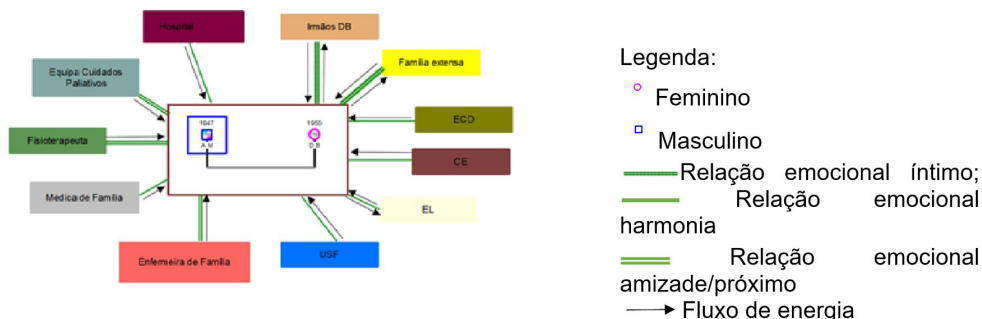 Hospital
Irmãos DB
Equipa Cuidados
Paliativos
Família extensa
1947
1950
ECD
Fisioterapeuta
A.M
D.B
CE
Medica de Família
EL
Enfermeira de Família
USF
Legenda:
Feminino
Masculino
Relação emocional íntimo;
Relação emocional
harmonia
Relação emocional
amizade/próximo
Fluxo de energia